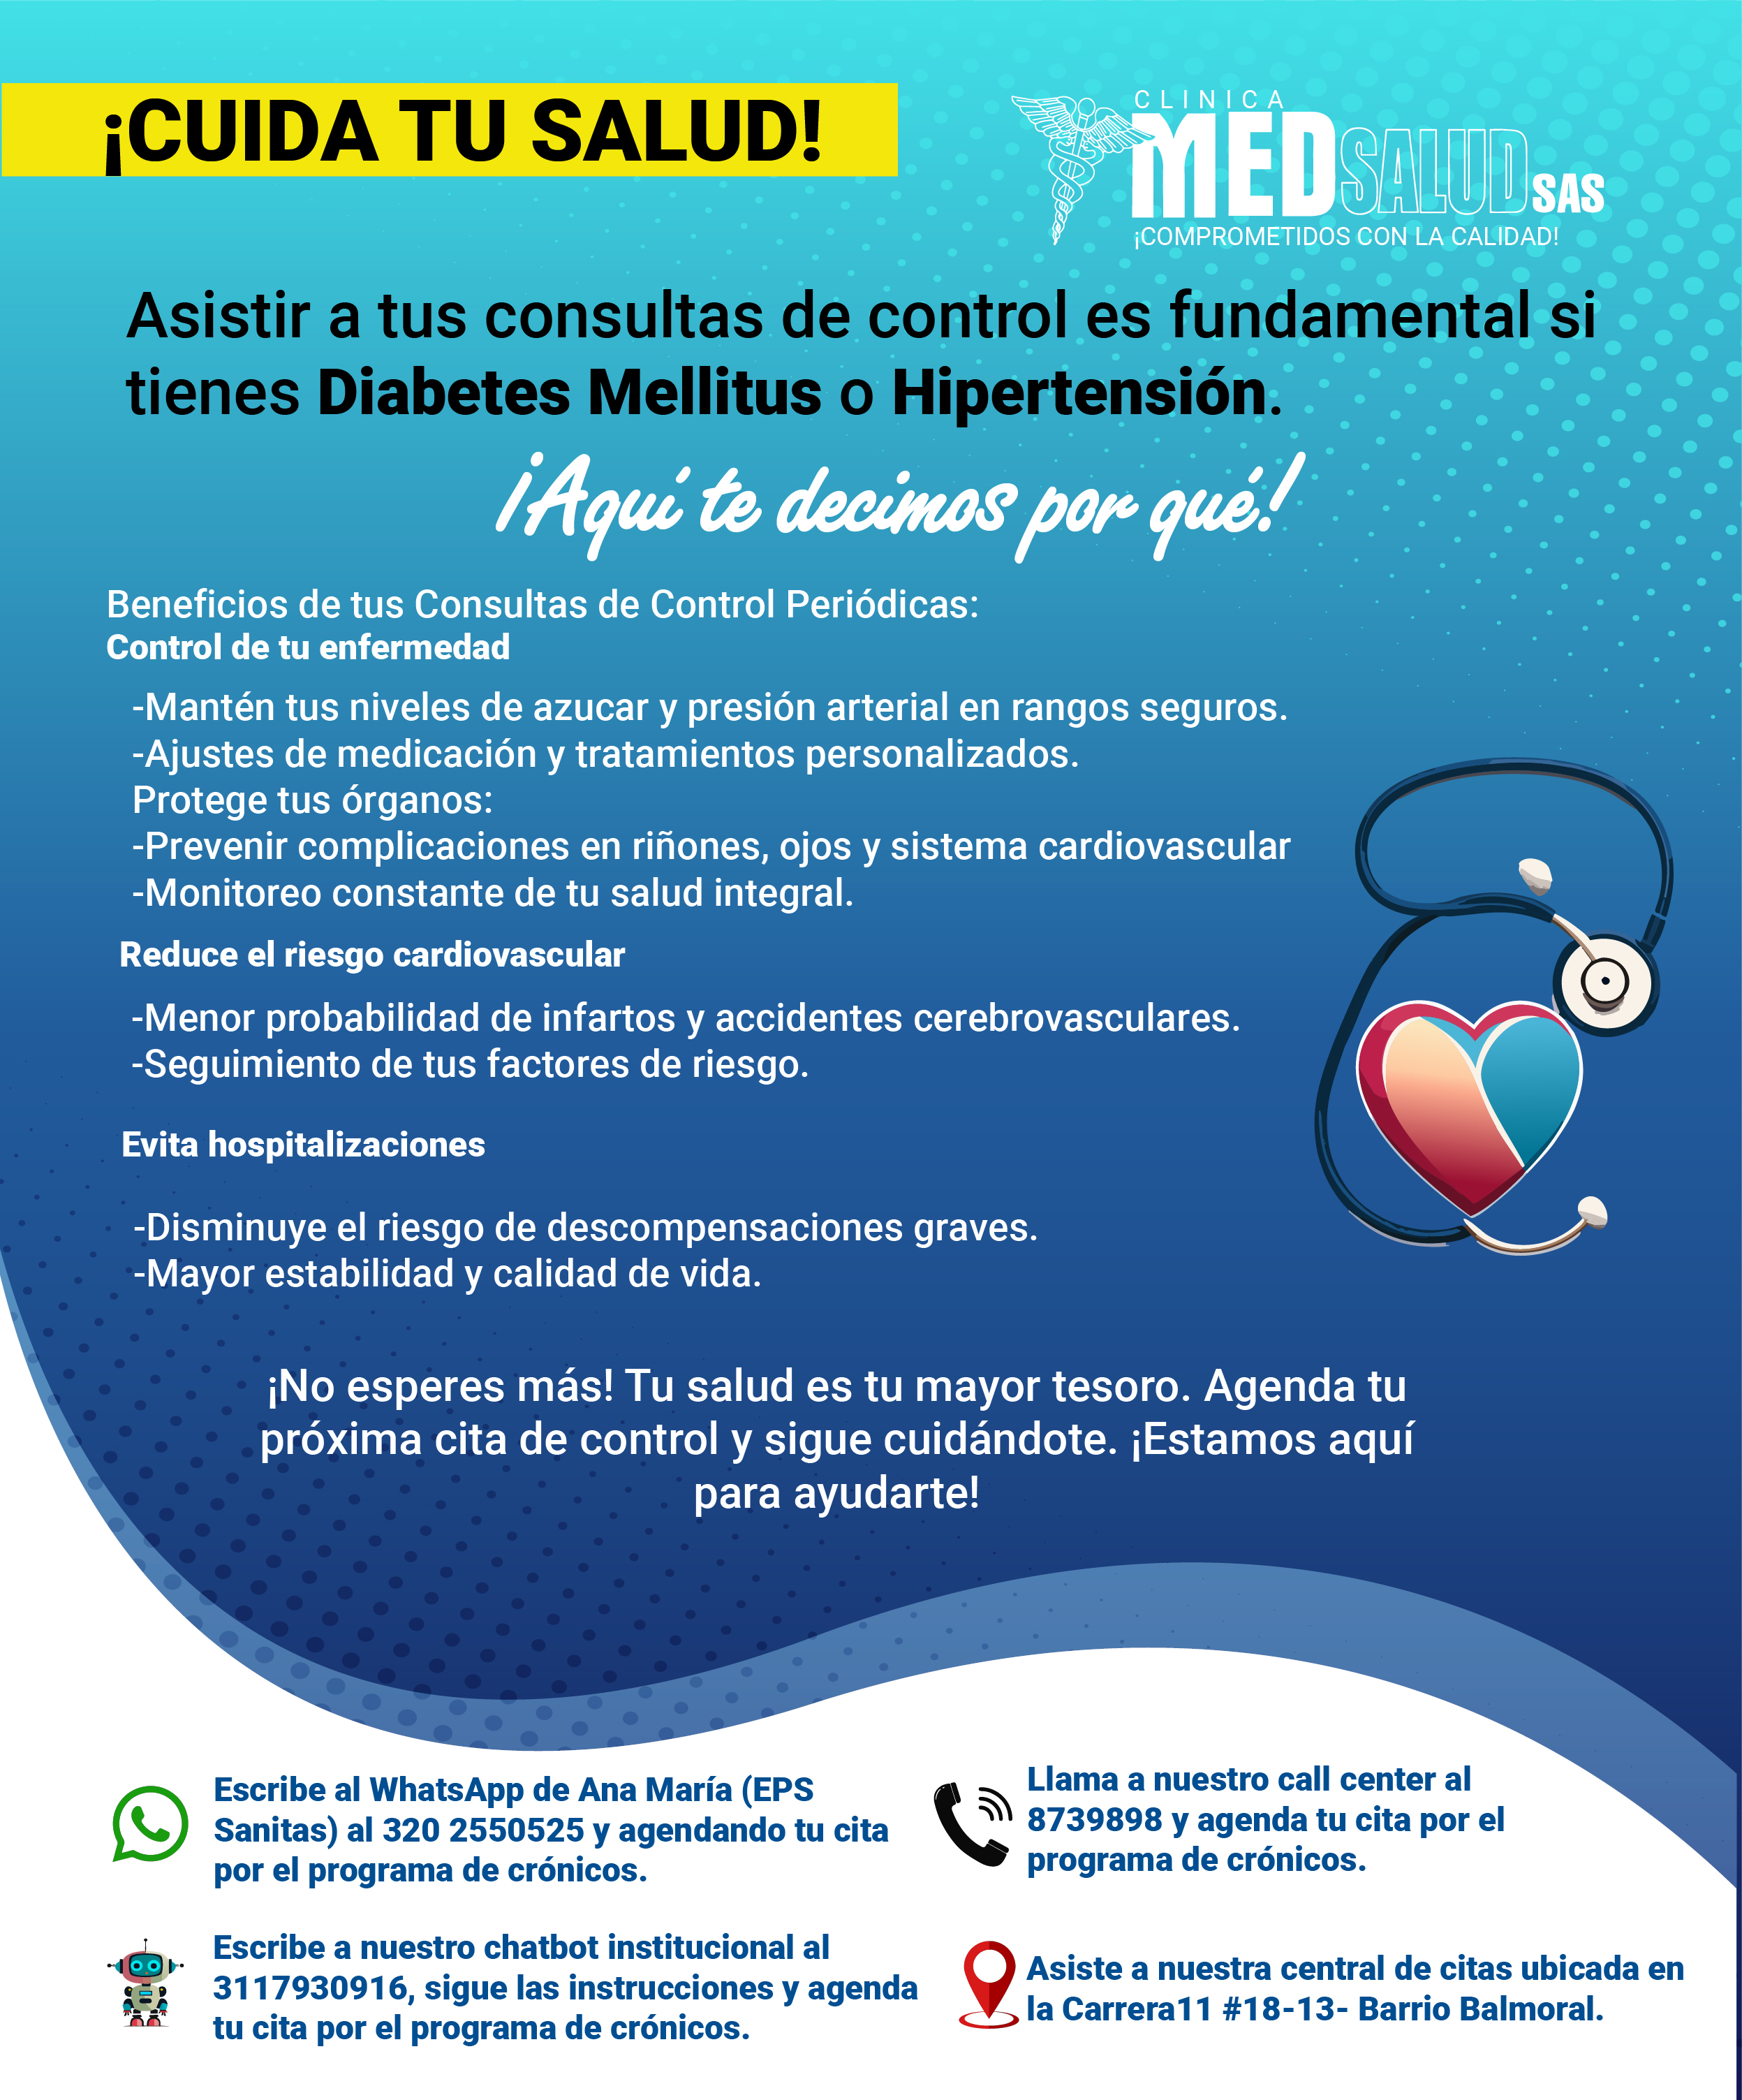 ¡CUIDA TU SALUD!
CLINICA
MEDSALUD SAS
¡COMPROMETIDOS CON LA CALIDAD!
Asistir a tus consultas de control es fundamental si
tienes Diabetes Mellitus o Hipertensión.
¡Aquí te decimos por qué!
Beneficios de tus Consultas de Control Periódicas:
Control de tu enfermedad
-Mantén tus niveles de azucar y presión arterial en rangos seguros.
-Ajustes de medicación y tratamientos personalizados.
Protege tus órganos:
-Prevenir complicaciones en riñones, ojos y sistema cardiovascular
-Monitoreo constante de tu salud integral.
Reduce el riesgo cardiovascular
-Menor probabilidad de infartos y accidentes cerebrovasculares.
-Seguimiento de tus factores de riesgo.
Evita hospitalizaciones
-Disminuye el riesgo de descompensaciones graves.
-Mayor estabilidad y calidad de vida.
¡No esperes más! Tu salud es tu mayor tesoro. Agenda tu
próxima cita de control y sigue cuidándote. ¡Estamos aquí
para ayudarte!
Escribe al WhatsApp de Ana María (EPS
Sanitas) al 320 2550525 y agendando tu cita
por el programa de crónicos.
Llama a nuestro call center al
8739898 y agenda tu cita por el
programa de crónicos.
Escribe a nuestro chatbot institucional al
3117930916, sigue las instrucciones y agenda
tu cita por el programa de crónicos.
Asiste a nuestra central de citas ubicada en
la Carrera11 #18-13- Barrio Balmoral.